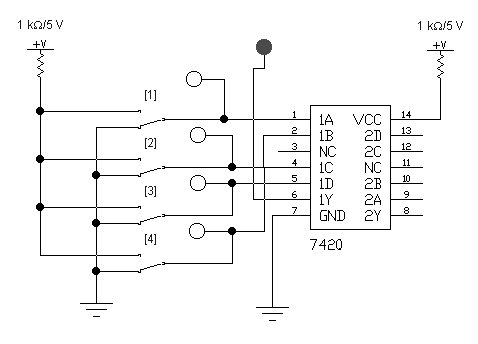 1 kΩ/5 V
1 kΩ/5 V
+V
+V
[1]
[2]
[3]
[4]
1 1A VCC 14
2 1B 2D 13
3 NC 2C 12
4 1C NC 11
5 1D 2B 10
6 1Y 2A 9
7 GND 2Y 8
7420